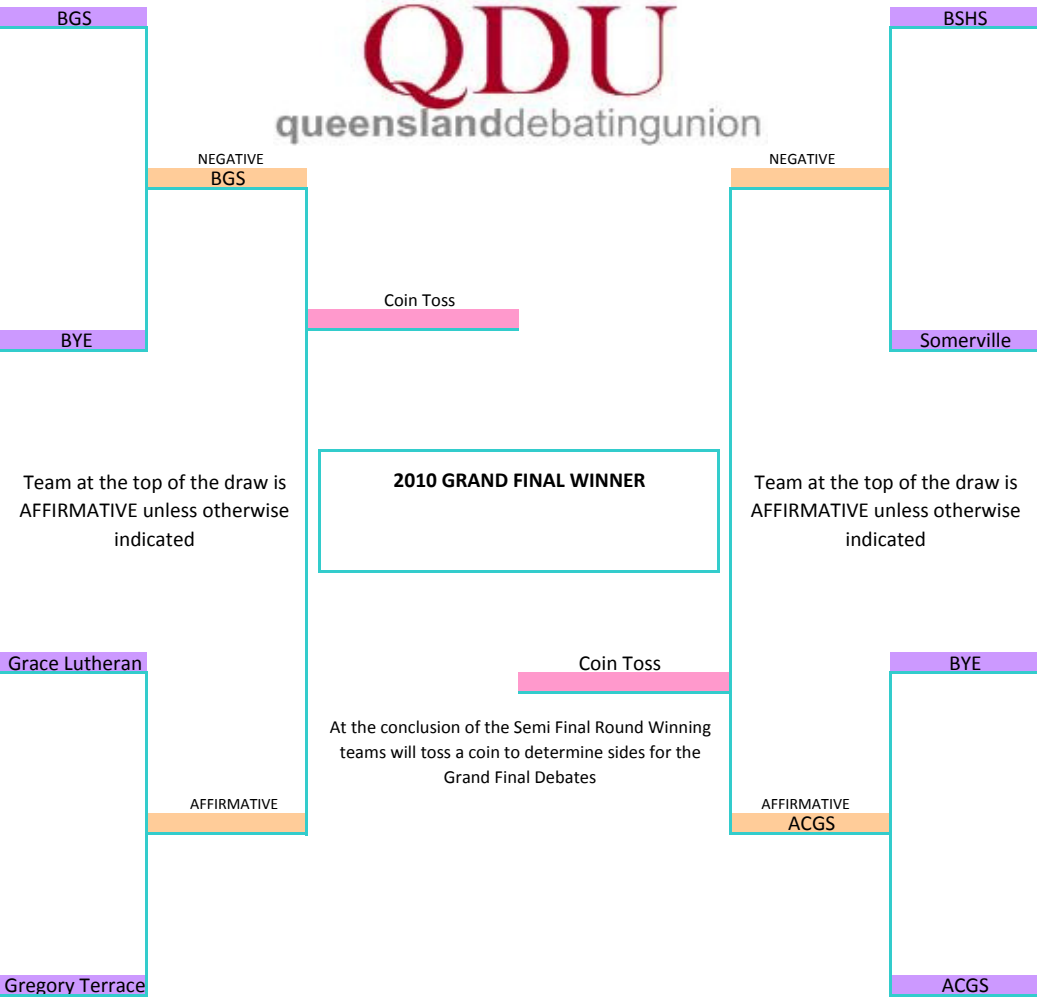 BGS
BSHS
QDU
queenslanddebatingunion
NEGATIVE
BGS
NEGATIVE
Coin Toss
BYE
Somerville
Team at the top of the draw is
AFFIRMATIVE unless otherwise
indicated
2010 GRAND FINAL WINNER
Team at the top of the draw is
AFFIRMATIVE unless otherwise
indicated
Grace Lutheran
Coin Toss
BYE
At the conclusion of the Semi Final Round Winning
teams will toss a coin to determine sides for the
Grand Final Debates
AFFIRMATIVE
AFFIRMATIVE
ACGS
Gregory Terrace
ACGS